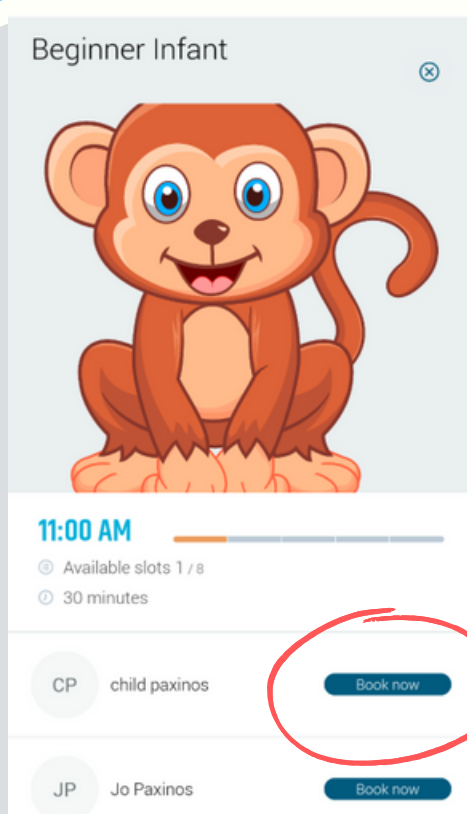 Beginner Infant
11:00 AM
Available slots 1 / 8
30 minutes
CP child paxinos Book now
JP Jo Paxinos Book now